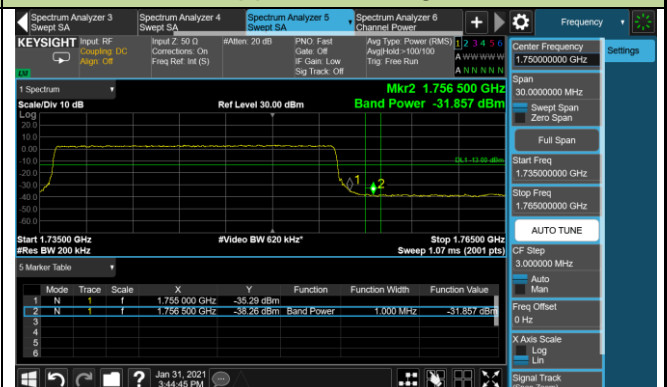 Spectrum Analyzer 3
Swept SA
Spectrum Analyzer 4
Swept SA
Spectrum Analyzer 5
Swept SA
Spectrum Analyzer 6
Channel Power
+
Frequency
KEYSIGHT
Input: RF
Coupling: DC
Align: Off
Input Z: 50 Ω
Corrections: On
Freq Ref: Int (S)
#Atten: 20 dB
PNO: Fast
Gate: Off
IF Gain: Low
Sig Track: Off
Avg Type: Power (RMS)
Avg|Hold:>100/100
Trig: Free Run
1 2 3 4 5 6
A W W W W W
A N N N N N
1 Spectrum
Scale/Div 10 dB
Ref Level 30.00 dBm
Mkr2 1.756 500 GHz
Band Power -31.857 dBm
Log
20.0
10.0
0.00
-10.0
-20.0
-30.0
-40.0
-50.0
-60.0
DL1 -13.00 dBm
1
2
Start 1.73500 GHz
#Res BW 200 kHz
#Video BW 620 kHz*
Stop 1.76500 GHz
Sweep 1.07 ms (2001 pts)
5 Marker Table
Mode Trace Scale X Y Function Function Width Function Value
1 N 1 f 1.755 000 GHz -35.29 dBm
2 N 1 f 1.756 500 GHz -38.26 dBm Band Power 1.000 MHz -31.857 dBm
3
4
5
6
Jan 31, 2021
3:44:45 PM
Center Frequency
1.750000000 GHz
Settings
Span
30.0000000 MHz
Swept Span
Zero Span
Full Span
Start Freq
1.735000000 GHz
Stop Freq
1.765000000 GHz
AUTO TUNE
CF Step
3.000000 MHz
Auto
Man
Freq Offset
0 Hz
X Axis Scale
Log
Lin
Signal Track